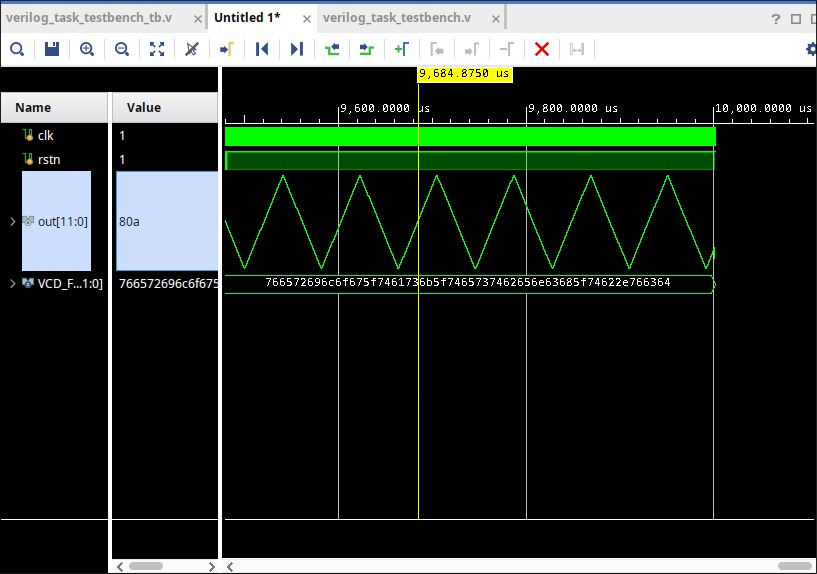 verilog_task_testbench_tb.v × Untitled 1* × verilog_task_testbench.v × ?
9,684.8750 us
Name Value 9,600.0000 us 9,800.0000 us 10,000.0000 us
clk 1
rstn 1
out[11:0] 80a
VCD_F...1:0] 766572696c6f675 766572696c6f675f7461736b5f7465737462656e63685f74622e766364